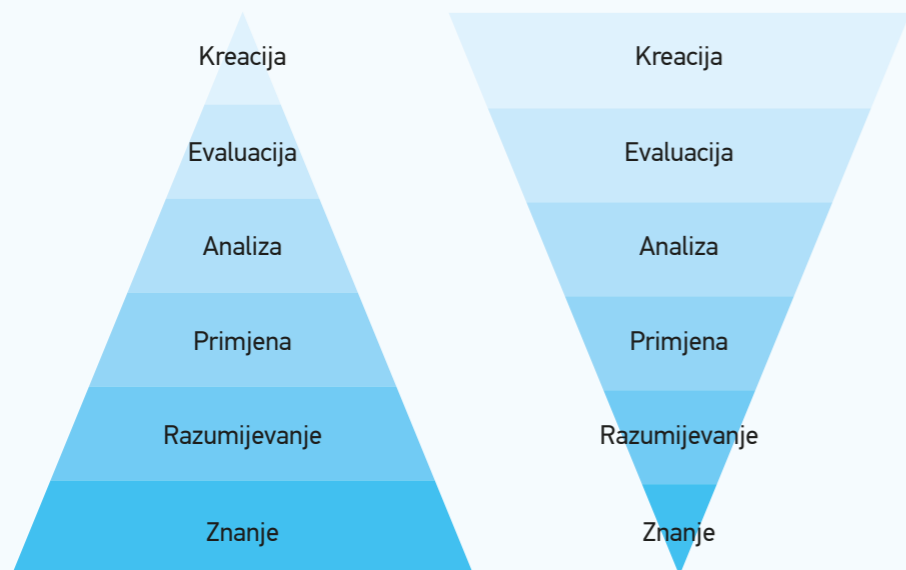 Kreacija
Evaluacija
Analiza
Primjena
Razumijevanje
Znanje
Kreacija
Evaluacija
Analiza
Primjena
Razumijevanje
Znanje